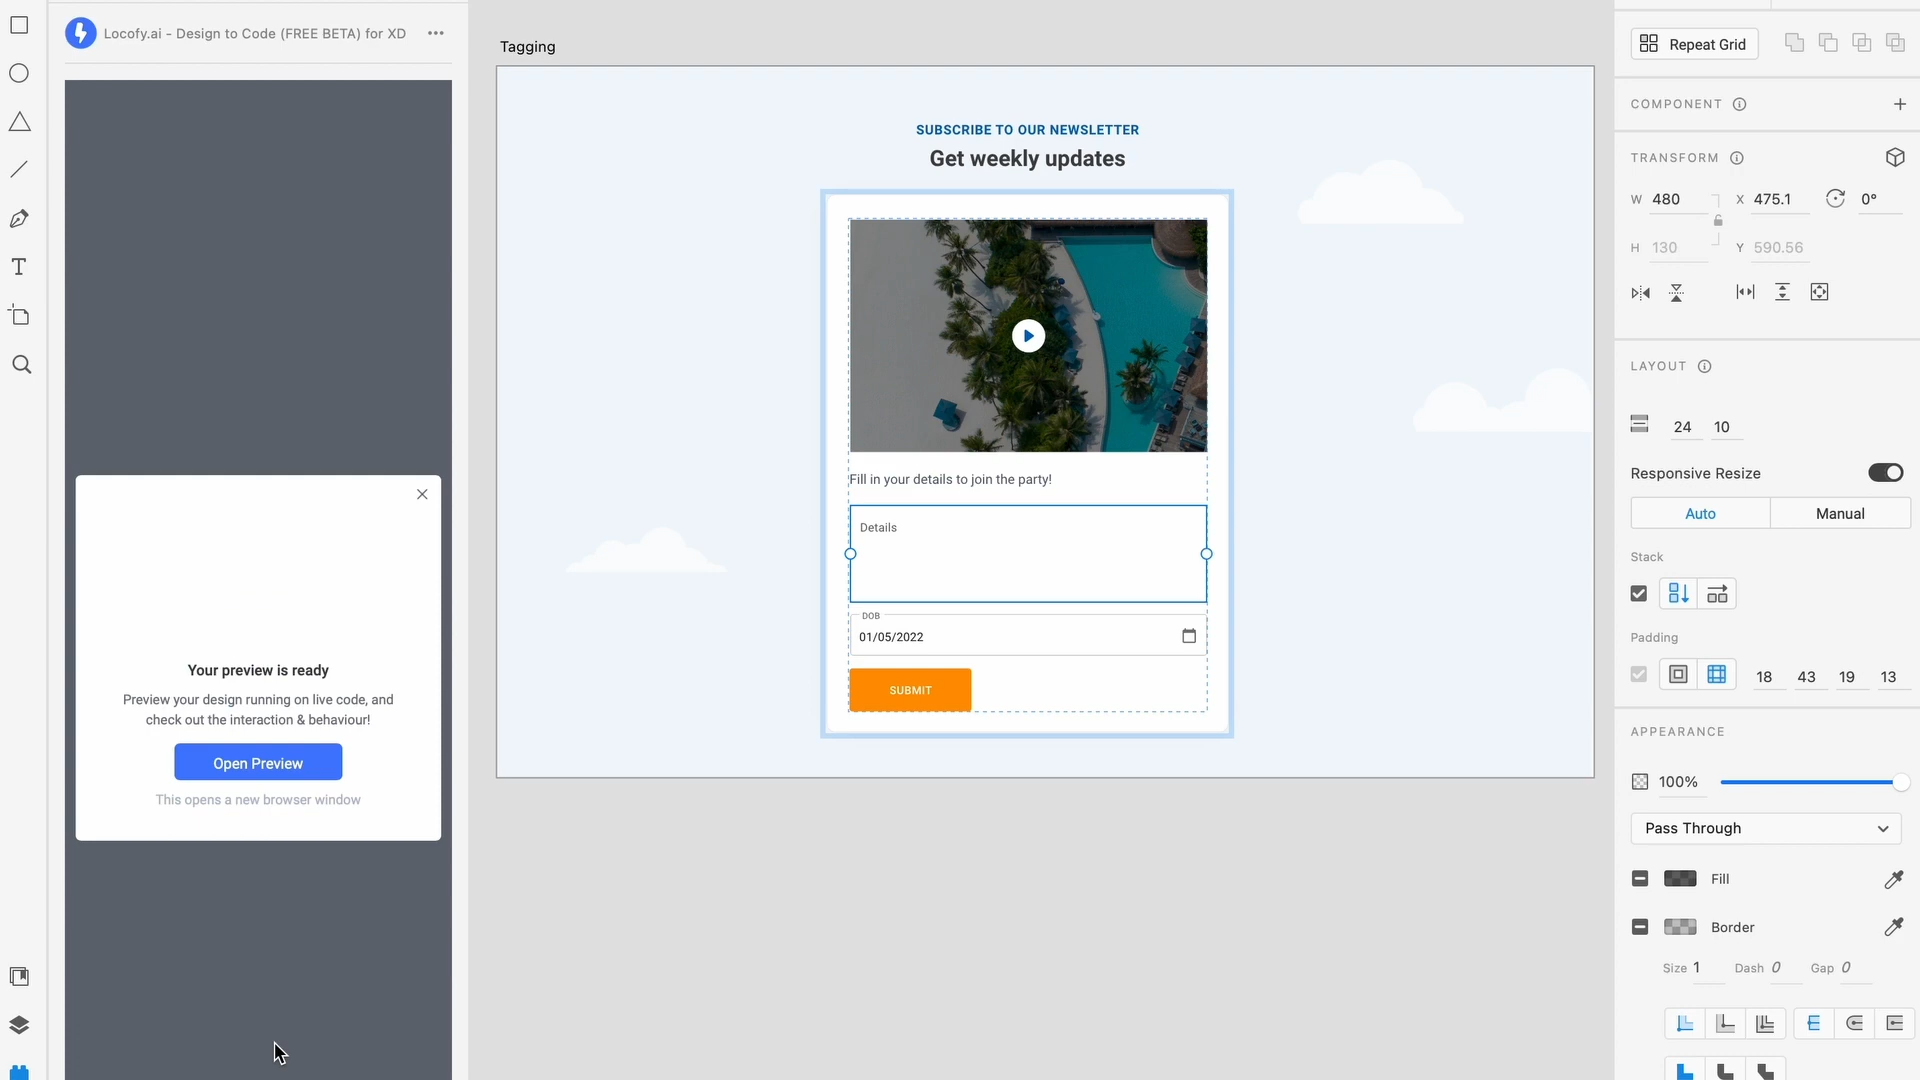 Locofy.ai - Design to Code (FREE BETA) for XD
Your preview is ready
Preview your design running on live code, and
check out the interaction & behaviour!
Open Preview
This opens a new browser window
Tagging
SUBSCRIBE TO OUR NEWSLETTER
Get weekly updates
Fill in your details to join the party!
Details
DOB
01/05/2022
SUBMIT
Repeat Grid
COMPONENT
TRANSFORM
W 480 X 475.1 0°
H 130 Y 590.56
LAYOUT
24 10
Responsive Resize
Auto Manual
Stack
Padding
18 43 19 13
APPEARANCE
100%
Pass Through
Fill
Border
Size 1 Dash 0 Gap 0